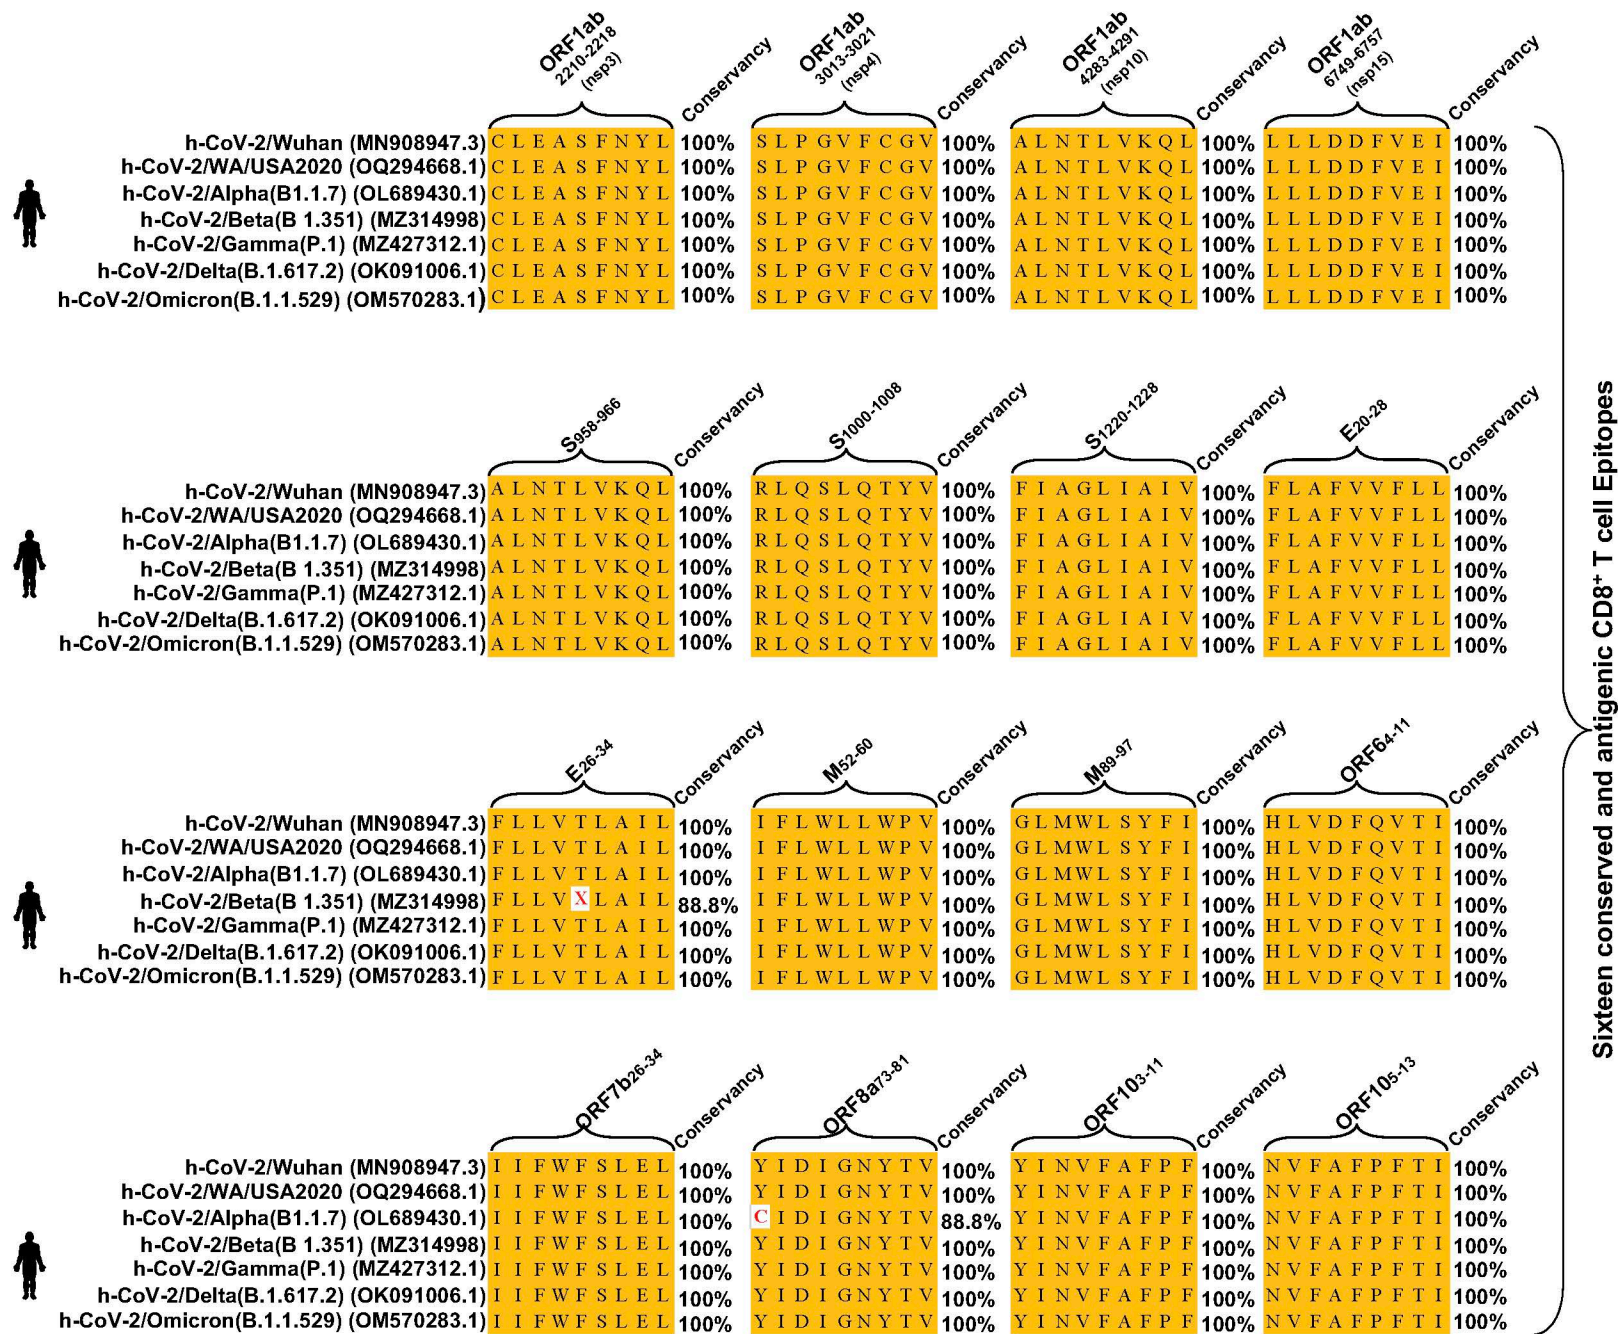 ORF1ab
2210-2218
(nsp3)
Conservancy
ORF1ab
3013-3021
(nsp4)
Conservancy
ORF1ab
4283-4291
(nsp10)
Conservancy
ORF1ab
6749-6757
(nsp15)
Conservancy
h-CoV-2/Wuhan (MN908947.3) C L E A S F N Y L 100% S L P G V F C G V 100% A L N T L V K Q L 100% L L L D D F V E I 100%
h-CoV-2/WA/USA2020 (OQ294668.1) C L E A S F N Y L 100% S L P G V F C G V 100% A L N T L V K Q L 100% L L L D D F V E I 100%
h-CoV-2/Alpha(B1.1.7) (OL689430.1) C L E A S F N Y L 100% S L P G V F C G V 100% A L N T L V K Q L 100% L L L D D F V E I 100%
h-CoV-2/Beta(B 1.351) (MZ314998) C L E A S F N Y L 100% S L P G V F C G V 100% A L N T L V K Q L 100% L L L D D F V E I 100%
h-CoV-2/Gamma(P.1) (MZ427312.1) C L E A S F N Y L 100% S L P G V F C G V 100% A L N T L V K Q L 100% L L L D D F V E I 100%
h-CoV-2/Delta(B.1.617.2) (OK091006.1) C L E A S F N Y L 100% S L P G V F C G V 100% A L N T L V K Q L 100% L L L D D F V E I 100%
h-CoV-2/Omicron(B.1.1.529) (OM570283.1) C L E A S F N Y L 100% S L P G V F C G V 100% A L N T L V K Q L 100% L L L D D F V E I 100%
S958-966 Conservancy S1000-1008 Conservancy S1220-1228 Conservancy E20-28 Conservancy
h-CoV-2/Wuhan (MN908947.3) A L N T L V K Q L 100% R L Q S L Q T Y V 100% F I A G L I A I V 100% F L A F V V F L L 100%
h-CoV-2/WA/USA2020 (OQ294668.1) A L N T L V K Q L 100% R L Q S L Q T Y V 100% F I A G L I A I V 100% F L A F V V F L L 100%
h-CoV-2/Alpha(B1.1.7) (OL689430.1) A L N T L V K Q L 100% R L Q S L Q T Y V 100% F I A G L I A I V 100% F L A F V V F L L 100%
h-CoV-2/Beta(B 1.351) (MZ314998) A L N T L V K Q L 100% R L Q S L Q T Y V 100% F I A G L I A I V 100% F L A F V V F L L 100%
h-CoV-2/Gamma(P.1) (MZ427312.1) A L N T L V K Q L 100% R L Q S L Q T Y V 100% F I A G L I A I V 100% F L A F V V F L L 100%
h-CoV-2/Delta(B.1.617.2) (OK091006.1) A L N T L V K Q L 100% R L Q S L Q T Y V 100% F I A G L I A I V 100% F L A F V V F L L 100%
h-CoV-2/Omicron(B.1.1.529) (OM570283.1) A L N T L V K Q L 100% R L Q S L Q T Y V 100% F I A G L I A I V 100% F L A F V V F L L 100%
E26-34 Conservancy M52-60 Conservancy M89-97 Conservancy ORF64-11 Conservancy
h-CoV-2/Wuhan (MN908947.3) F L L V T L A I L 100% I F L W L L W P V 100% G L M W L S Y F I 100% H L V D F Q V T I 100%
h-CoV-2/WA/USA2020 (OQ294668.1) F L L V T L A I L 100% I F L W L L W P V 100% G L M W L S Y F I 100% H L V D F Q V T I 100%
h-CoV-2/Alpha(B1.1.7) (OL689430.1) F L L V T L A I L 100% I F L W L L W P V 100% G L M W L S Y F I 100% H L V D F Q V T I 100%
h-CoV-2/Beta(B 1.351) (MZ314998) F L L V X L A I L 88.8% I F L W L L W P V 100% G L M W L S Y F I 100% H L V D F Q V T I 100%
h-CoV-2/Gamma(P.1) (MZ427312.1) F L L V T L A I L 100% I F L W L L W P V 100% G L M W L S Y F I 100% H L V D F Q V T I 100%
h-CoV-2/Delta(B.1.617.2) (OK091006.1) F L L V T L A I L 100% I F L W L L W P V 100% G L M W L S Y F I 100% H L V D F Q V T I 100%
h-CoV-2/Omicron(B.1.1.529) (OM570283.1) F L L V T L A I L 100% I F L W L L W P V 100% G L M W L S Y F I 100% H L V D F Q V T I 100%
ORF7b26-34 Conservancy ORF8a73-81 Conservancy ORF103-11 Conservancy ORF105-13 Conservancy
h-CoV-2/Wuhan (MN908947.3) I I F W F S L E L 100% Y I D I G N Y T V 100% Y I N V F A F P F 100% N V F A F P F T I 100%
h-CoV-2/WA/USA2020 (OQ294668.1) I I F W F S L E L 100% Y I D I G N Y T V 100% Y I N V F A F P F 100% N V F A F P F T I 100%
h-CoV-2/Alpha(B1.1.7) (OL689430.1) I I F W F S L E L 100% C I D I G N Y T V 88.8% Y I N V F A F P F 100% N V F A F P F T I 100%
h-CoV-2/Beta(B 1.351) (MZ314998) I I F W F S L E L 100% Y I D I G N Y T V 100% Y I N V F A F P F 100% N V F A F P F T I 100%
h-CoV-2/Gamma(P.1) (MZ427312.1) I I F W F S L E L 100% Y I D I G N Y T V 100% Y I N V F A F P F 100% N V F A F P F T I 100%
h-CoV-2/Delta(B.1.617.2) (OK091006.1) I I F W F S L E L 100% Y I D I G N Y T V 100% Y I N V F A F P F 100% N V F A F P F T I 100%
h-CoV-2/Omicron(B.1.1.529) (OM570283.1) I I F W F S L E L 100% Y I D I G N Y T V 100% Y I N V F A F P F 100% N V F A F P F T I 100%
Sixteen conserved and antigenic CD8+ T cell Epitopes